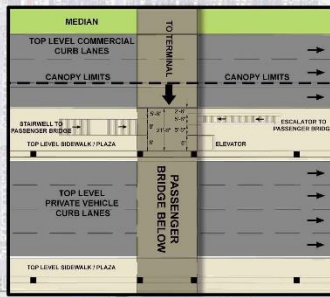 MEDIAN
TOP LEVEL COMMERCIAL
CURB LANES
TO TERMINAL
CANOPY LIMITS
CANOPY LIMITS
STAIRWELL TO
PASSENGER BRIDGE
ESCALATOR TO
PASSENGER BRIDGE
TOP LEVEL SIDEWALK / PLAZA
ELEVATOR
TOP LEVEL
PRIVATE VEHICLE
CURB LANES
PASSENGER
BRIDGE BELOW
TOP LEVEL SIDEWALK / PLAZA